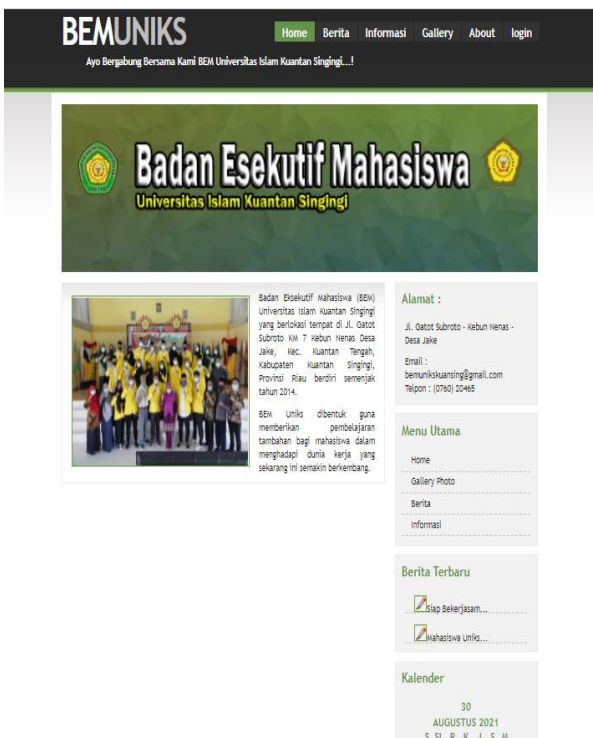 BEMUNIKS
Home Berita Informasi Gallery About login
Ayo Bergabung Bersama Kami BEM Universitas Islam Kuantan Singingi...!
Badan Esekutif Mahasiswa
Universitas Islam Kuantan Singingi
Badan Eksekutif Mahasiswa (BEM)
Universitas Islam Kuantan Singingi
yang berlokasi tempat di Jl. Gatot
Subroto KM 7 Kebun Nenas Desa
Jake, Kec. Kuantan Tengah,
Kabupaten Kuantan Singingi,
Provinsi Riau berdiri semenjak
tahun 2014.
BEM Uniks dibentuk guna
memberikan pembelajaran
tambahan bagi mahasiswa dalam
menghadapi dunia kerja yang
sekarang ini semakin berkembang.
Alamat :
Jl. Gatot Subroto - Kebun Nenas -
Desa Jake
Email :
bemunikskuansing@gmail.com
Telpon : (0760) 20465
Menu Utama
Home
Gallery Photo
Berita
Informasi
Berita Terbaru
Siap Bekerjasam...
Mahasiswa Uniks...
Kalender
30
AUGUSTUS 2021
S SL R K J S M